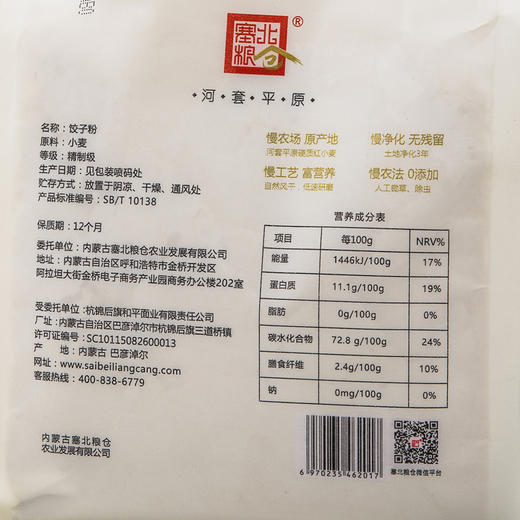 塞北
粮仓
®
·河·套·平·原·
名称：饺子粉
原料：小麦
等级：精制级
生产日期：见包装喷码处
贮存方式：放置于阴凉、干燥、通风处
产品标准编号：SB/T 10138
保质期：12个月
委托单位：内蒙古塞北粮仓农业发展有限公司
地址：内蒙古自治区呼和浩特市金桥开发区
阿拉坦大街金桥电子商务产业园商务办公楼202室
受委托单位：杭锦后旗和平面业有限责任公司
厂址：内蒙古自治区巴彦淖尔市杭锦后旗三道桥镇
许可证编号：SC10115082600013
产地：内蒙古 巴彦淖尔
网址：www.saibeiliangcang.com
客服热线：400-838-6779
内蒙古塞北粮仓
农业发展有限公司
慢农场 原产地
河套平原硬质红小麦
慢净化 无残留
土地净化3年
慢工艺 富营养
自然风干，低速研磨
慢农法 0添加
人工锄草、除虫
营养成分表
项目 每100g NRV%
能量 1446kJ/100g 17%
蛋白质 11.1g/100g 19%
脂肪 0g/100g 0%
碳水化合物 72.8 g/100g 24%
膳食纤维 2.4g/100g 10%
钠 0mg/100g 0%
6 970235 462017
塞北粮仓微信平台